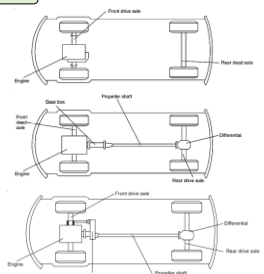 Front drive axle
Rear dead axle
Engine
Propeller shaft
Gear box
Front
dead
axle
Differential
Engine
Rear drive axle
Front drive axle
Differential
Rear drive axle
Engine
Propeller shaft